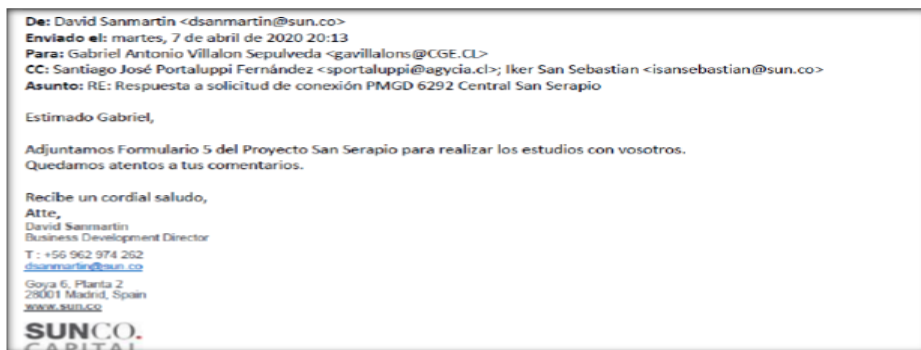 De: David Sanmartin <dsanmartin@sun.co>
Enviado el: martes, 7 de abril de 2020 20:13
Para: Gabriel Antonio Villalon Sepulveda <gavillalons@CGE.CL>
CC: Santiago José Portaluppi Fernández <sportaluppi@agycia.cl>; Iker San Sebastian <isansebastian@sun.co>
Asunto: RE: Respuesta a solicitud de conexión PMGD 6292 Central San Serapio
Estimado Gabriel,
Adjuntamos Formulario 5 del Proyecto San Serapio para realizar los estudios con vosotros.
Quedamos atentos a tus comentarios.
Recibe un cordial saludo,
Atte,
David Sanmartin
Business Development Director
T : +56 962 974 262
dsanmartin@sun.co
Goya 6, Planta 2
28001 Madrid, Spain
www.sun.co
SUNCO.
CAPITAL